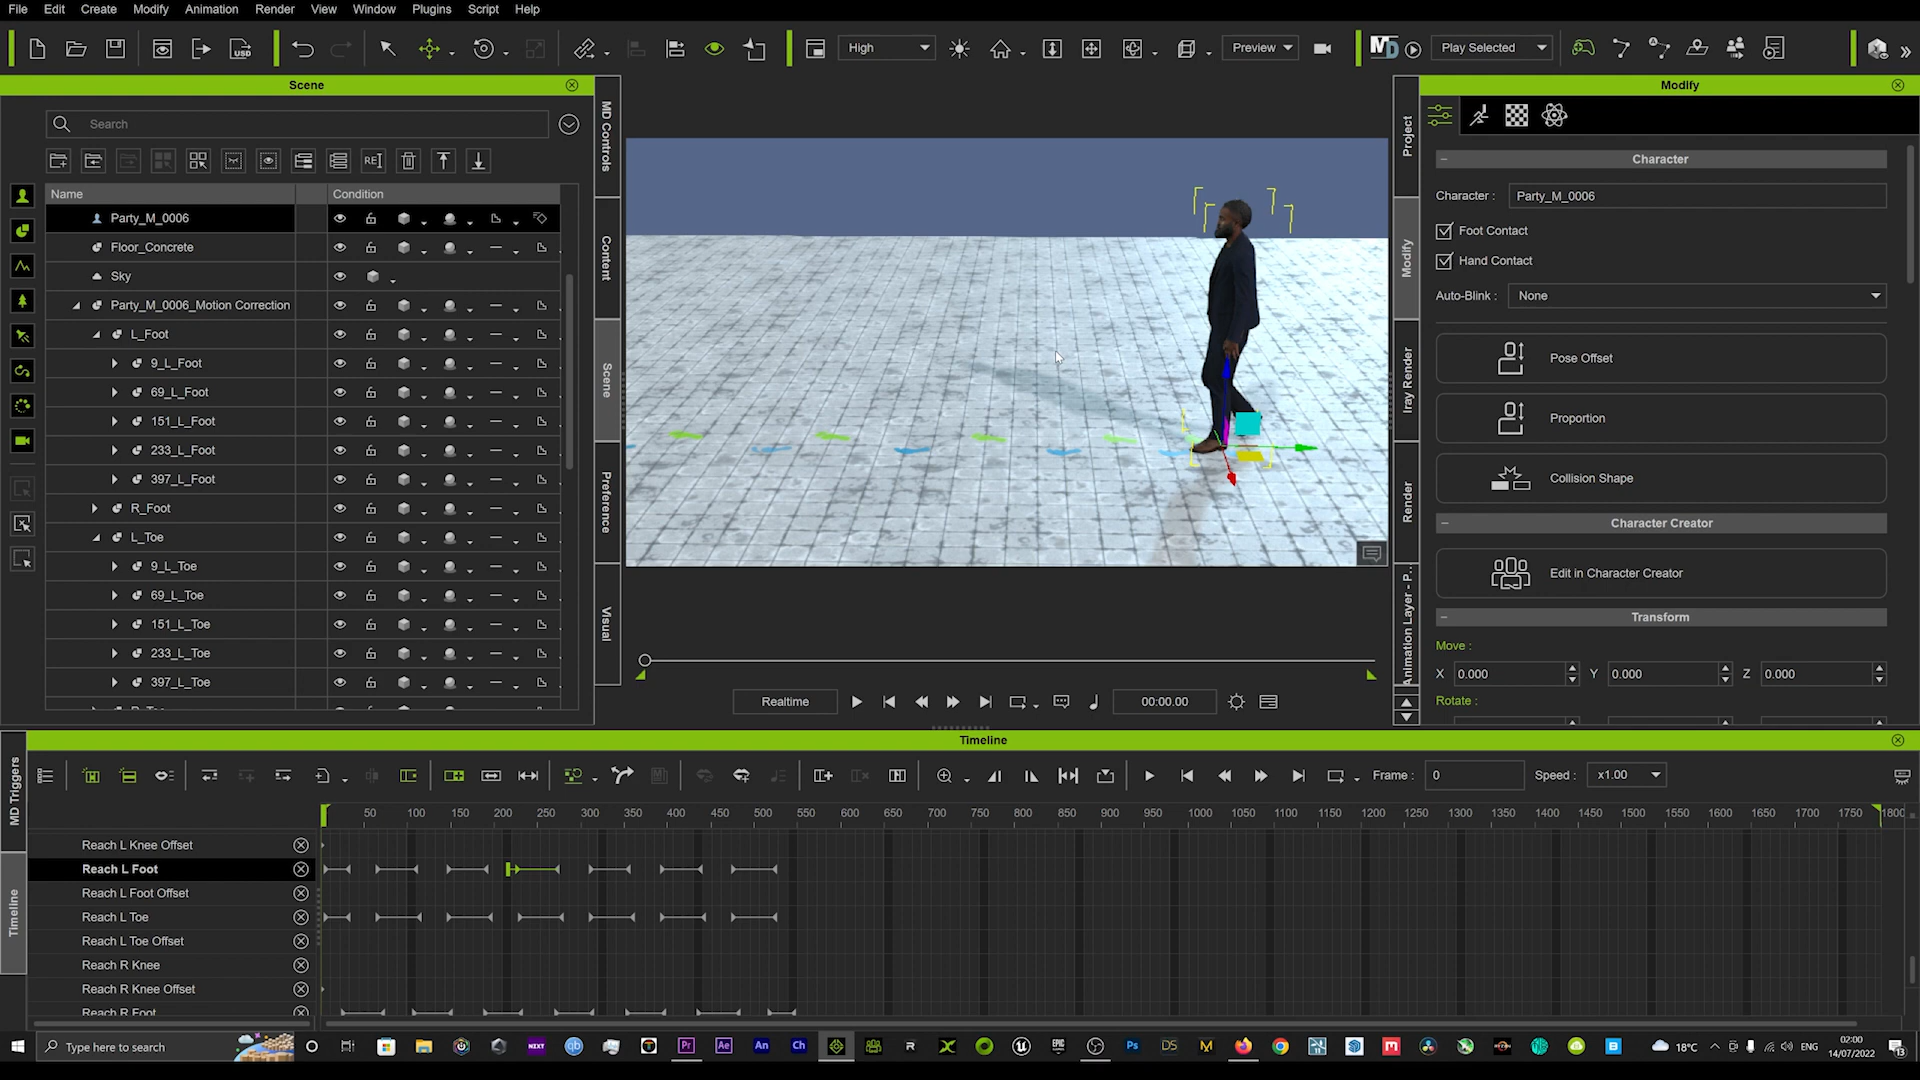 File Edit Create Modify Animation Render View Window Plugins Script Help
High
Preview
Play Selected
Scene
Search
Name Condition
Party_M_0006
Floor_Concrete
Sky
Party_M_0006_Motion Correction
L_Foot
9_L_Foot
69_L_Foot
151_L_Foot
233_L_Foot
397_L_Foot
R_Foot
L_Toe
9_L_Toe
69_L_Toe
151_L_Toe
233_L_Toe
397_L_Toe
MD Controls
Content
Scene
Preference
Visual
Realtime
00:00.00
Project
Modify
Iray Render
Render
Animation Layer - P...
Modify
Character
Character : Party_M_0006
Foot Contact
Hand Contact
Auto-Blink : None
Pose Offset
Proportion
Collision Shape
Character Creator
Edit in Character Creator
Transform
Move :
X 0.000 Y 0.000 Z 0.000
Rotate :
Timeline
MD Triggers
Timeline
Frame : 0 Speed : x1.00
50 100 150 200 250 300 350 400 450 500 550 600 650 700 750 800 850 900 950 1000 1050 1100 1150 1200 1250 1300 1350 1400 1450 1500 1550 1600 1650 1700 1750 1800
Reach L Knee Offset
Reach L Foot
Reach L Foot Offset
Reach L Toe
Reach L Toe Offset
Reach R Knee
Reach R Knee Offset
Reach R Foot
Type here to search
18°C
ENG
02:00
14/07/2022